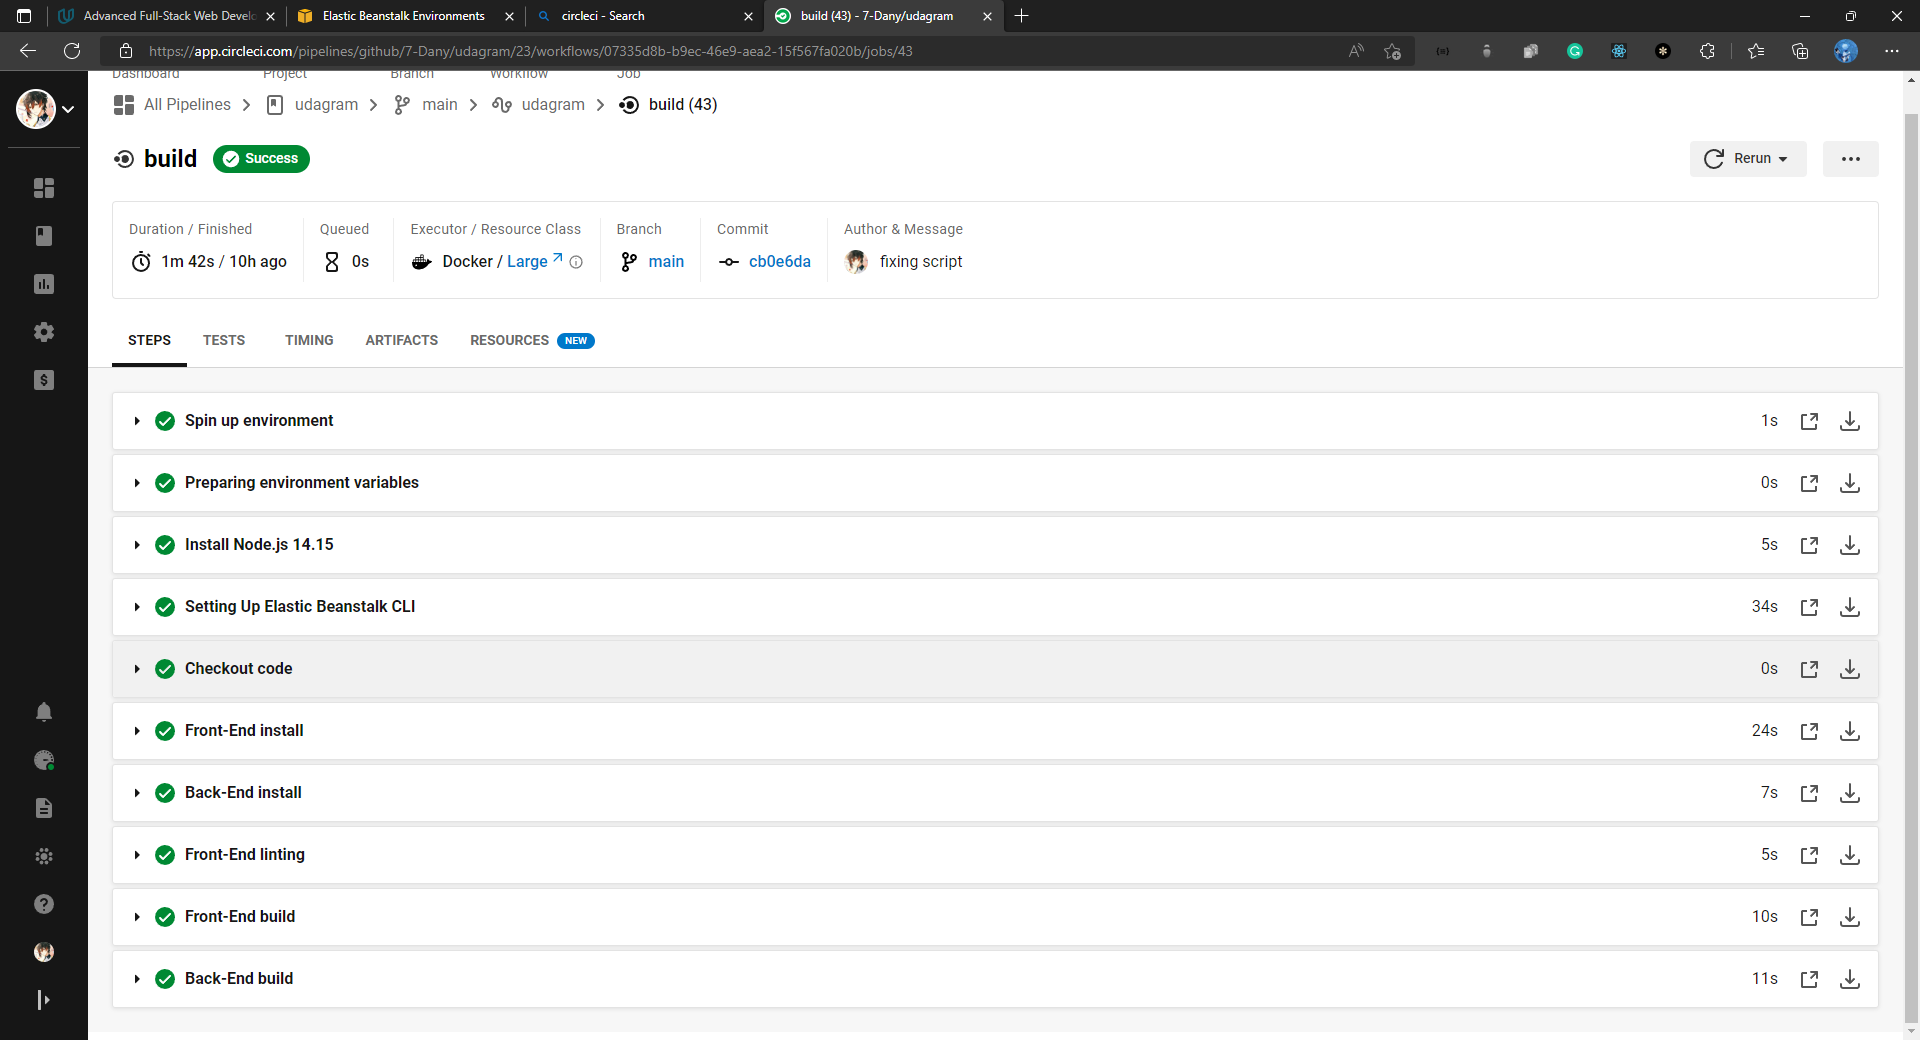 Advanced Full-Stack Web Develo
Elastic Beanstalk Environments
circleci - Search
build (43) - 7-Dany/udagram
https://app.circleci.com/pipelines/github/7-Dany/udagram/23/workflows/07335d8b-b9ec-46e9-aea2-15f567fa020b/jobs/43
Dashboard Project Branch Workflow Job
All Pipelines udagram main udagram build (43)
build Success Rerun
Duration / Finished Queued Executor / Resource Class Branch Commit Author & Message
1m 42s / 10h ago 0s Docker / Large main cb0e6da fixing script
STEPS TESTS TIMING ARTIFACTS RESOURCES NEW
Spin up environment 1s
Preparing environment variables 0s
Install Node.js 14.15 5s
Setting Up Elastic Beanstalk CLI 34s
Checkout code 0s
Front-End install 24s
Back-End install 7s
Front-End linting 5s
Front-End build 10s
Back-End build 11s